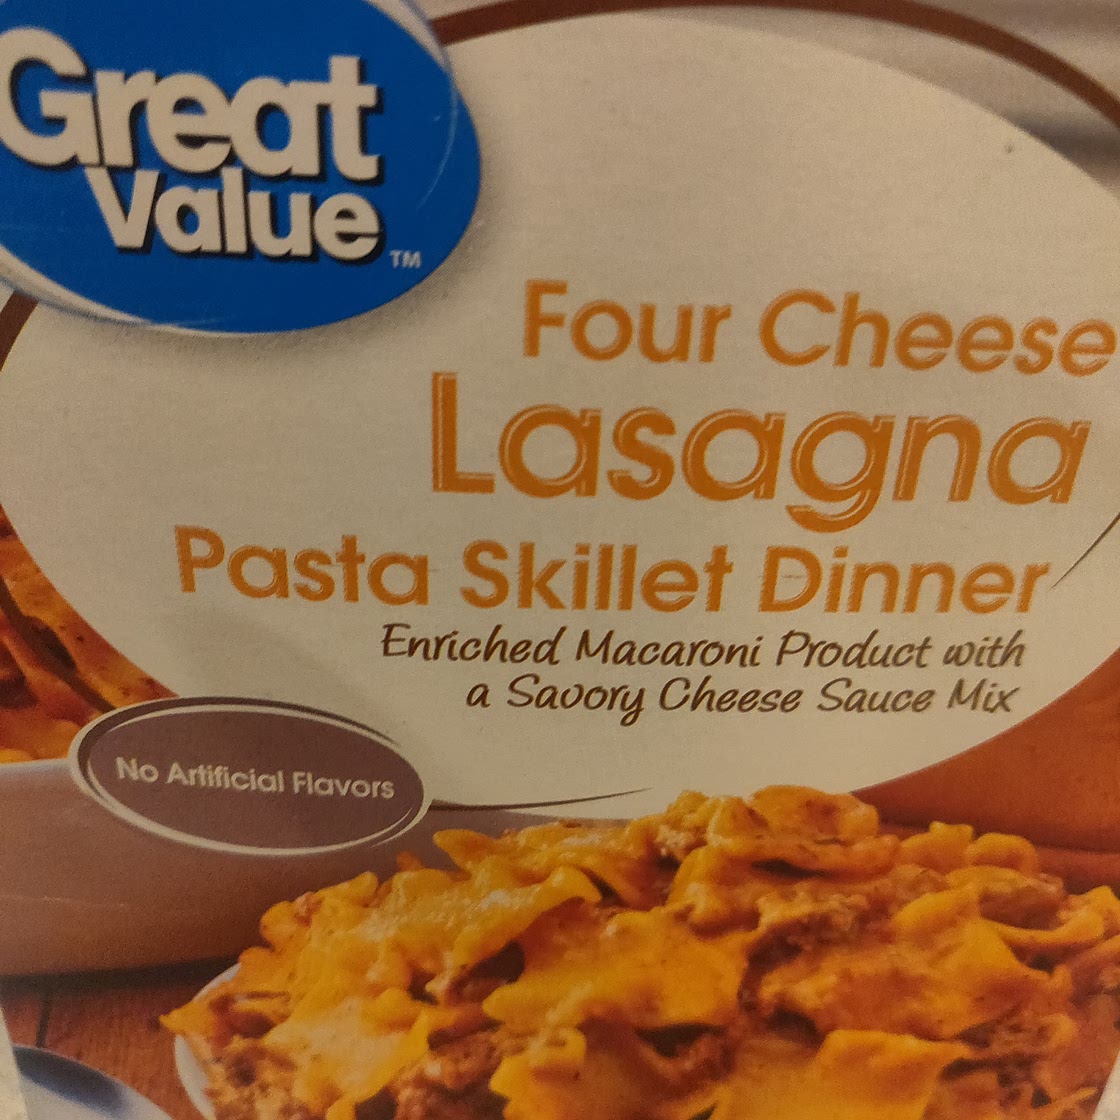 Great
Value
TM
Four Cheese
Lasagna
Pasta Skillet Dinner
Enriched Macaroni Product with
a Savory Cheese Sauce Mix
No Artificial Flavors